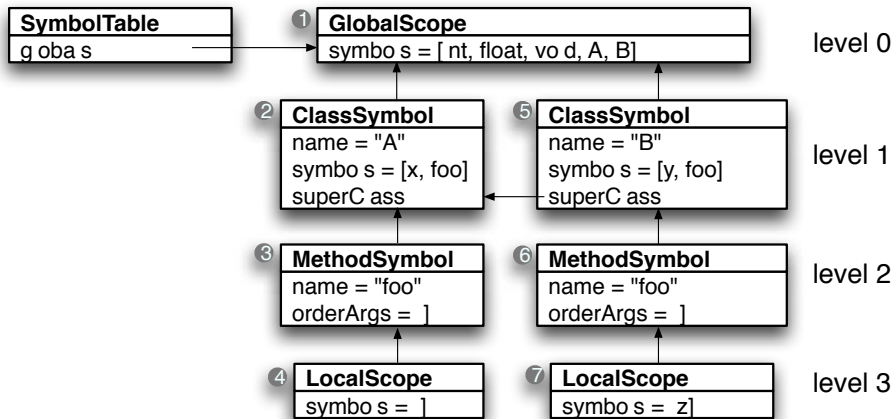 SymbolTable
g oba s
1 GlobalScope
symbo s = [ nt, float, vo d, A, B]
level 0
2 ClassSymbol
name = "A"
symbo s = [x, foo]
superC ass
5 ClassSymbol
name = "B"
symbo s = [y, foo]
superC ass
level 1
3 MethodSymbol
name = "foo"
orderArgs =  ]
6 MethodSymbol
name = "foo"
orderArgs =  ]
level 2
4 LocalScope
symbo s =  ]
7 LocalScope
symbo s =  z]
level 3